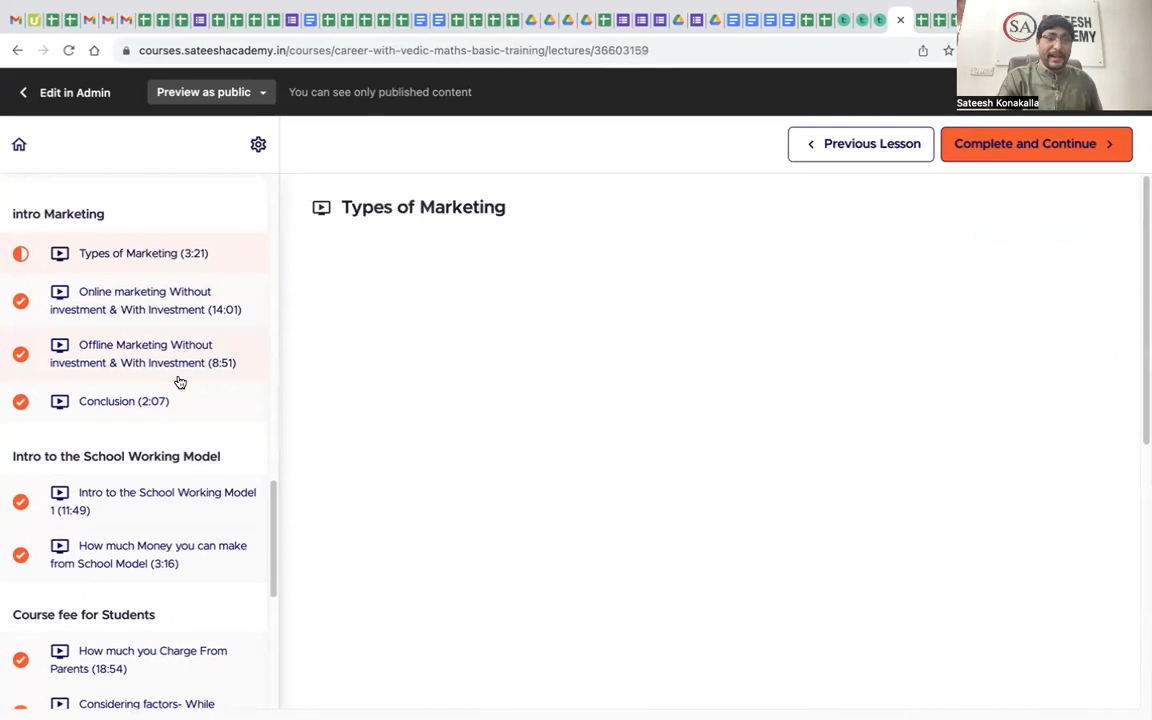 courses.sateeshacademy.in/courses/career-with-vedic-maths-basic-training/lectures/36603159
SA
ACADEMY
Sateesh Konakalla
Edit in Admin
Preview as public
You can see only published content
Previous Lesson
Complete and Continue
intro Marketing
Types of Marketing (3:21)
Online marketing Without
investment & With Investment (14:01)
Offline Marketing Without
investment & With Investment (8:51)
Conclusion (2:07)
Intro to the School Working Model
Intro to the School Working Model
1 (11:49)
How much Money you can make
from School Model (3:16)
Course fee for Students
How much you Charge From
Parents (18:54)
Considering factors- While
Types of Marketing